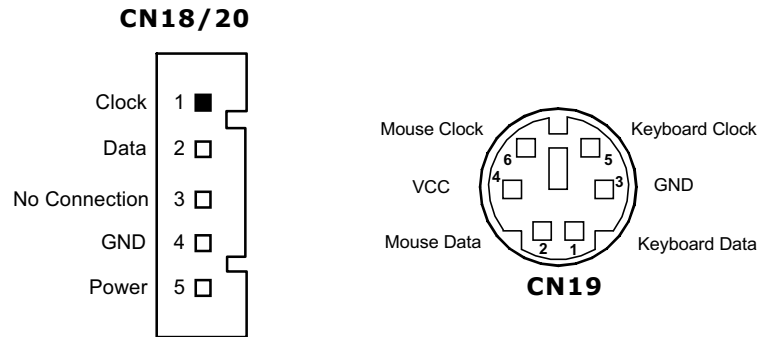 CN18/20
Clock 1
Data 2
No Connection 3
GND 4
Power 5
Mouse Clock 6 5 Keyboard Clock
VCC 4 3 GND
Mouse Data 2 1 Keyboard Data
CN19